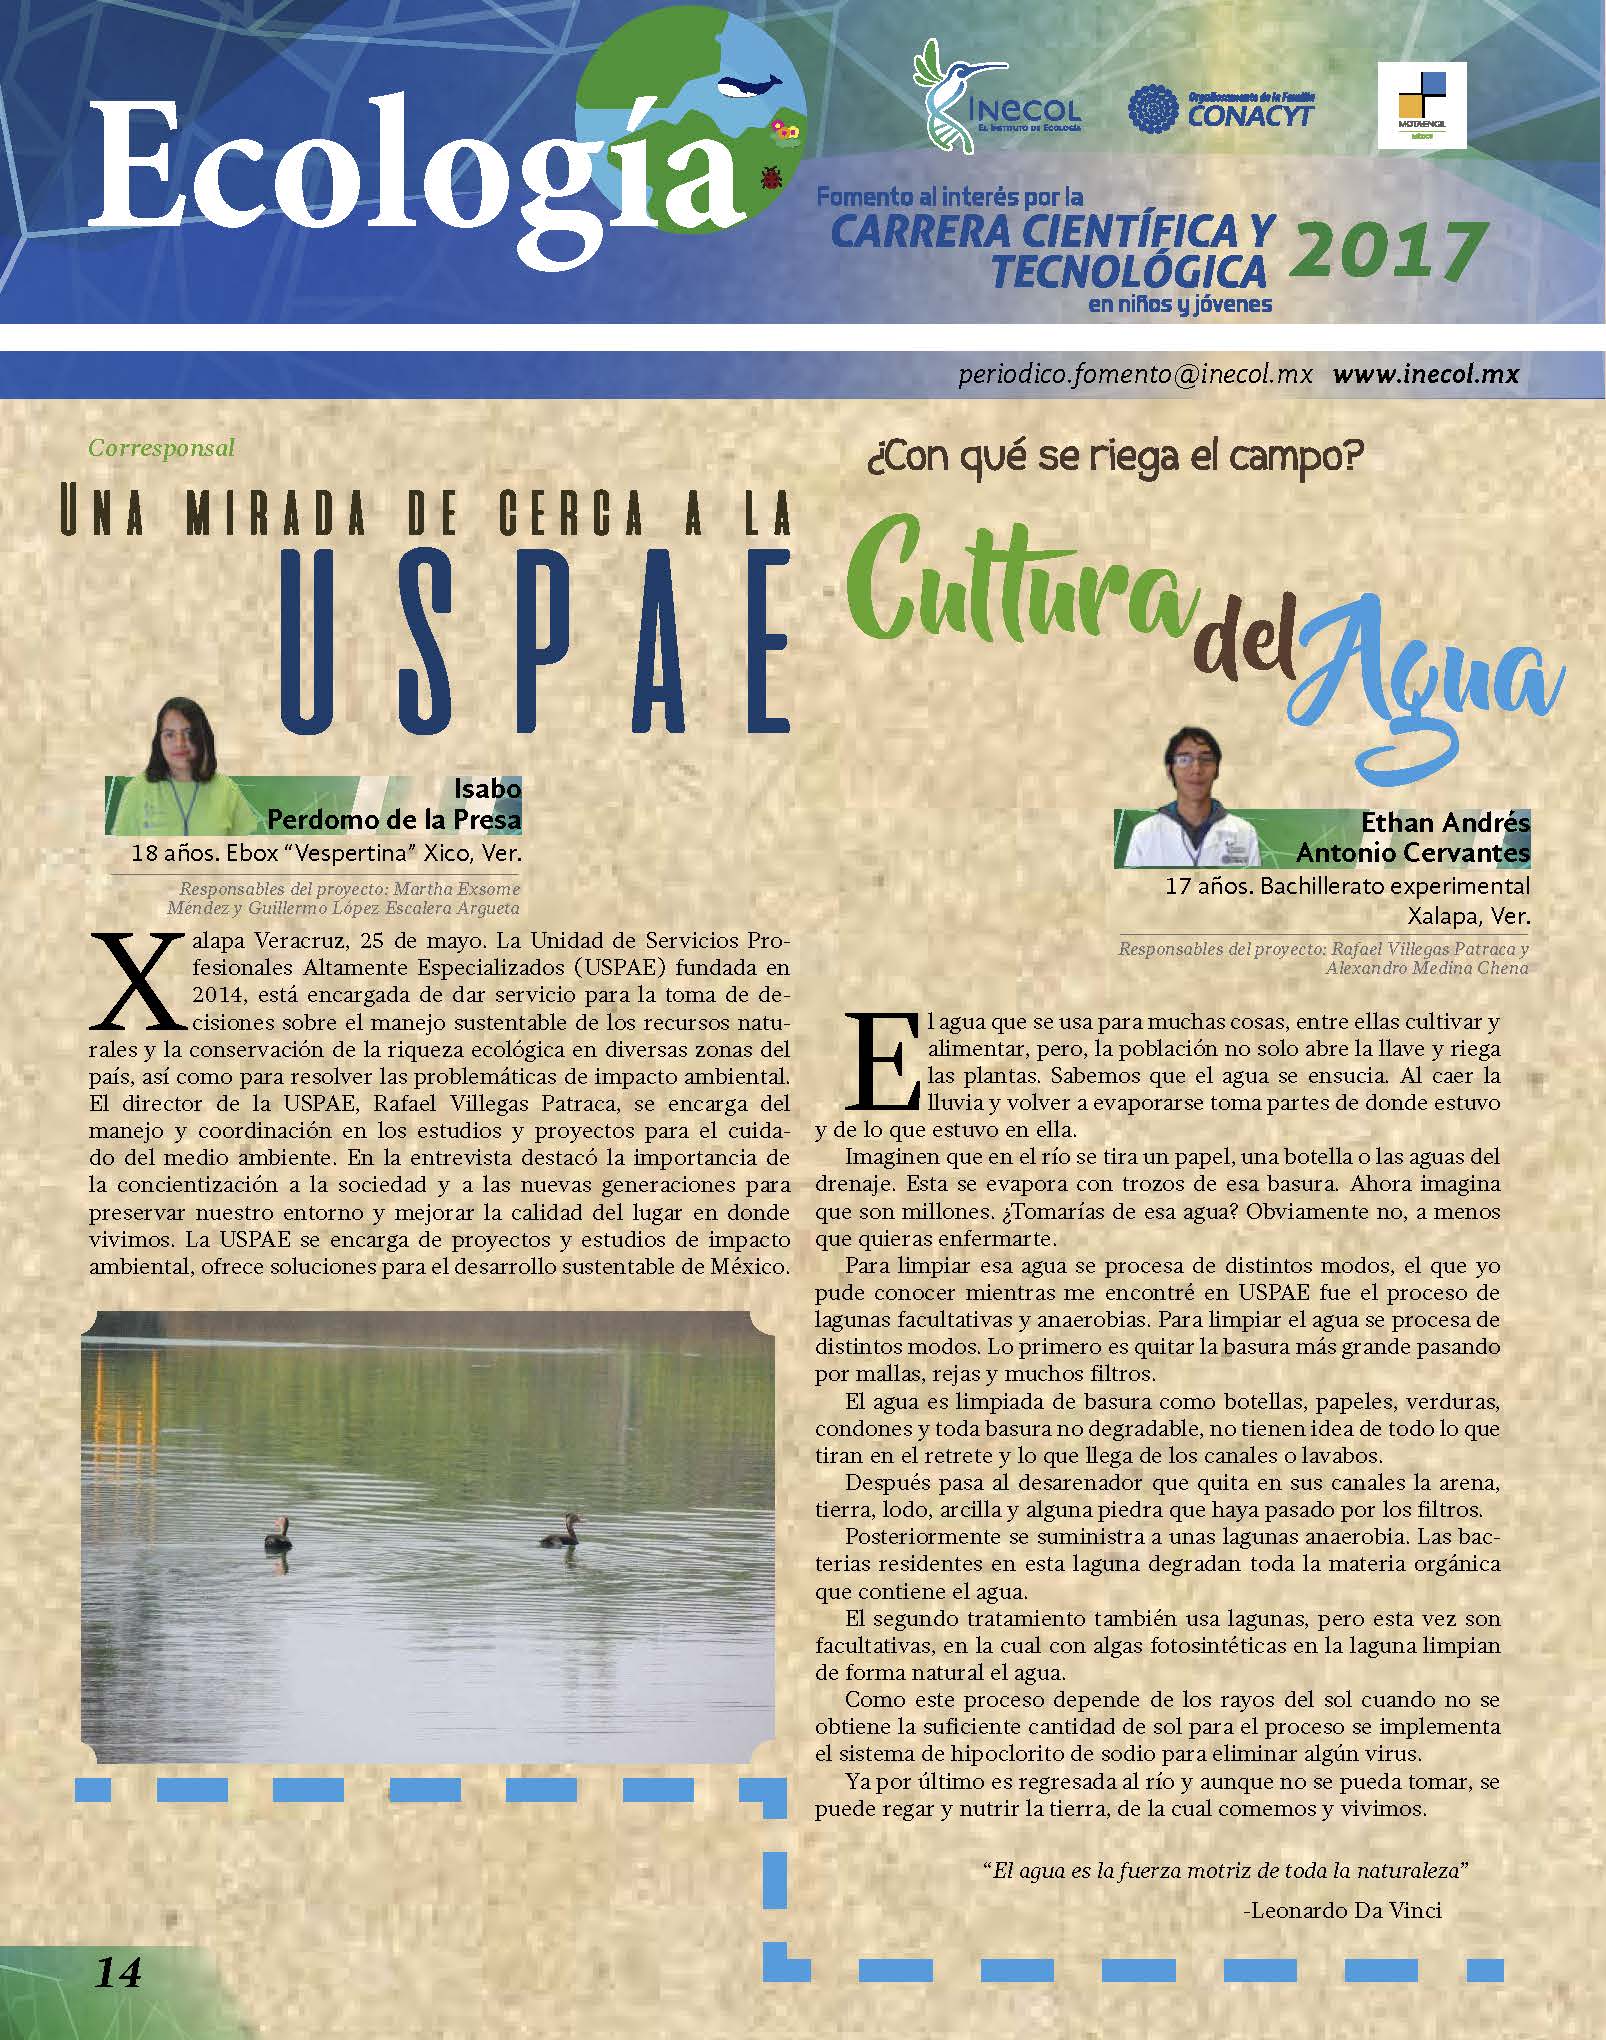 Ecología
INECOL
EL INSTITUTO DE ECOLOGÍA
Orgullosamente de la Familia
CONACYT
MOTA-ENGIL
MÉXICO
Fomento al interés por la
CARRERA CIENTÍFICA Y
TECNOLÓGICA
en niños y jóvenes
2017
periodico.fomento@inecol.mx www.inecol.mx
Corresponsal
UNA MIRADA DE CERCA A LA
USPAE
Isabo
Perdomo de la Presa
18 años. Ebox “Vespertina” Xico, Ver.
Responsables del proyecto: Martha Exsome
Méndez y Guillermo López Escalera Argueta
Xalapa Veracruz, 25 de mayo. La Unidad de Servicios Pro-
fesionales Altamente Especializados (USPAE) fundada en
2014, está encargada de dar servicio para la toma de de-
cisiones sobre el manejo sustentable de los recursos natu-
rales y la conservación de la riqueza ecológica en diversas zonas del
país, así como para resolver las problemáticas de impacto ambiental.
El director de la USPAE, Rafael Villegas Patraca, se encarga del
manejo y coordinación en los estudios y proyectos para el cuida-
do del medio ambiente. En la entrevista destacó la importancia de
la concientización a la sociedad y a las nuevas generaciones para
preservar nuestro entorno y mejorar la calidad del lugar en donde
vivimos. La USPAE se encarga de proyectos y estudios de impacto
ambiental, ofrece soluciones para el desarrollo sustentable de México.
¿Con qué se riega el campo?
Cultura
del
Agua
Ethan Andrés
Antonio Cervantes
17 años. Bachillerato experimental
Xalapa, Ver.
Responsables del proyecto: Rafael Villegas Patraca y
Alexandro Medina Chena
El agua que se usa para muchas cosas, entre ellas cultivar y
alimentar, pero, la población no solo abre la llave y riega
las plantas. Sabemos que el agua se ensucia. Al caer la
lluvia y volver a evaporarse toma partes de donde estuvo
y de lo que estuvo en ella.
Imaginen que en el río se tira un papel, una botella o las aguas del
drenaje. Esta se evapora con trozos de esa basura. Ahora imagina
que son millones. ¿Tomarías de esa agua? Obviamente no, a menos
que quieras enfermarte.
Para limpiar esa agua se procesa de distintos modos, el que yo
pude conocer mientras me encontré en USPAE fue el proceso de
lagunas facultativas y anaerobias. Para limpiar el agua se procesa de
distintos modos. Lo primero es quitar la basura más grande pasando
por mallas, rejas y muchos filtros.
El agua es limpiada de basura como botellas, papeles, verduras,
condones y toda basura no degradable, no tienen idea de todo lo que
tiran en el retrete y lo que llega de los canales o lavabos.
Después pasa al desarenador que quita en sus canales la arena,
tierra, lodo, arcilla y alguna piedra que haya pasado por los filtros.
Posteriormente se suministra a unas lagunas anaerobia. Las bac-
terias residentes en esta laguna degradan toda la materia orgánica
que contiene el agua.
El segundo tratamiento también usa lagunas, pero esta vez son
facultativas, en la cual con algas fotosintéticas en la laguna limpian
de forma natural el agua.
Como este proceso depende de los rayos del sol cuando no se
obtiene la suficiente cantidad de sol para el proceso se implementa
el sistema de hipoclorito de sodio para eliminar algún virus.
Ya por último es regresada al río y aunque no se pueda tomar, se
puede regar y nutrir la tierra, de la cual comemos y vivimos.
“El agua es la fuerza motriz de toda la naturaleza”
-Leonardo Da Vinci
14